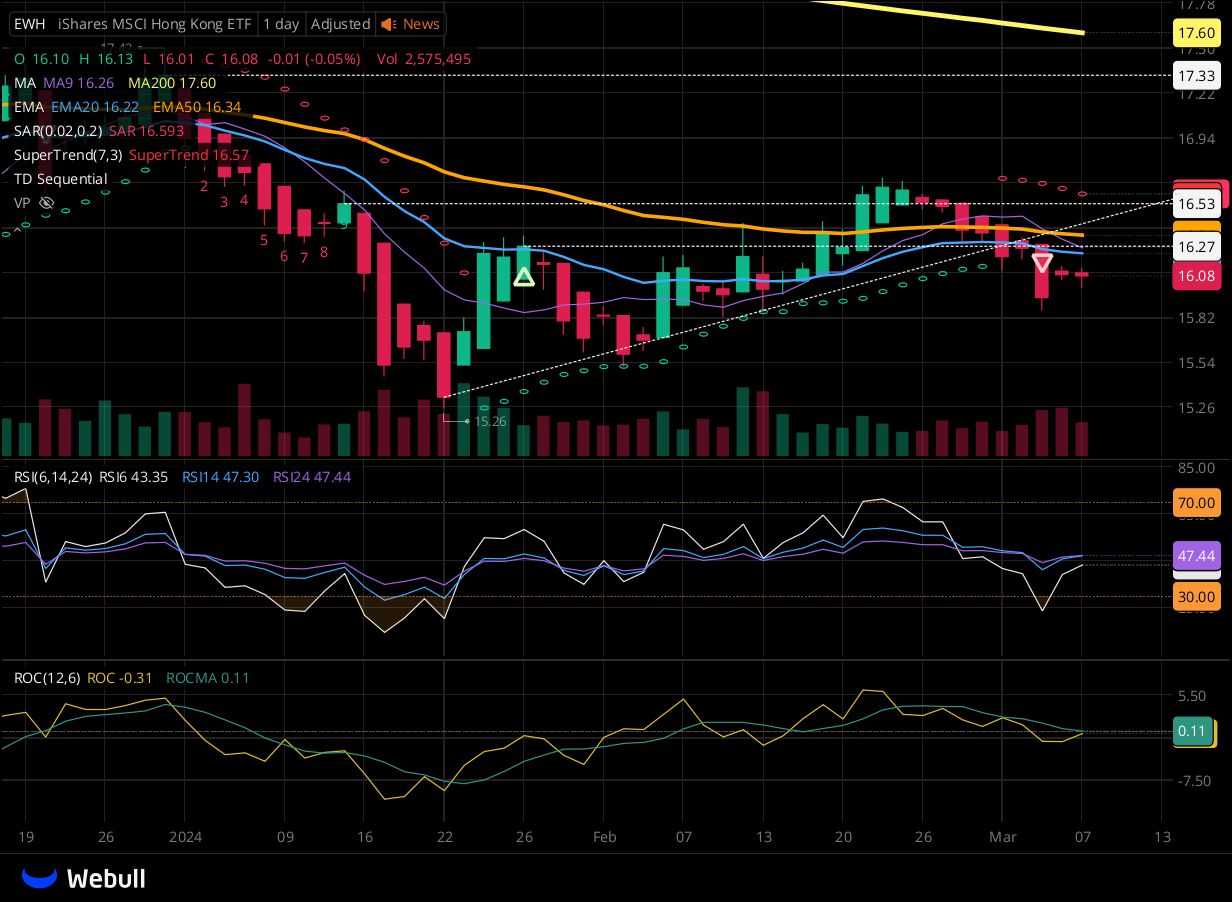 EWH iShares MSCI Hong Kong ETF 1 day Adjusted News
17.78
17.60
17.50
17.42
O 16.10 H 16.13 L 16.01 C 16.08 -0.01 (-0.05%) Vol 2,575,495
17.33
MA MA9 16.26 MA200 17.60
17.22
EMA EMA20 16.22 EMA50 16.34
SAR(0.02,0.2) SAR 16.593
16.94
SuperTrend(7,3) SuperTrend 16.57
TD Sequential
2 3 4 5 6 7 8 9
VP
16.53
16.27
16.08
15.82
15.54
15.26
15.26
RSI(6,14,24) RSI6 43.35 RSI14 47.30 RSI24 47.44
85.00
70.00
47.44
30.00
ROC(12,6) ROC -0.31 ROCMA 0.11
5.50
0.11
-7.50
19 26 2024 09 16 22 26 Feb 07 13 20 26 Mar 07 13
Webull